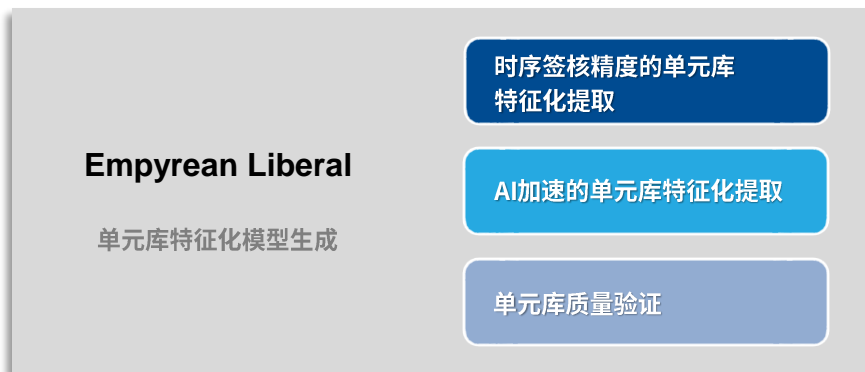 Empyrean Liberal
单元库特征化模型生成
时序签核精度的单元库
特征化提取
AI加速的单元库特征化提取
单元库质量验证